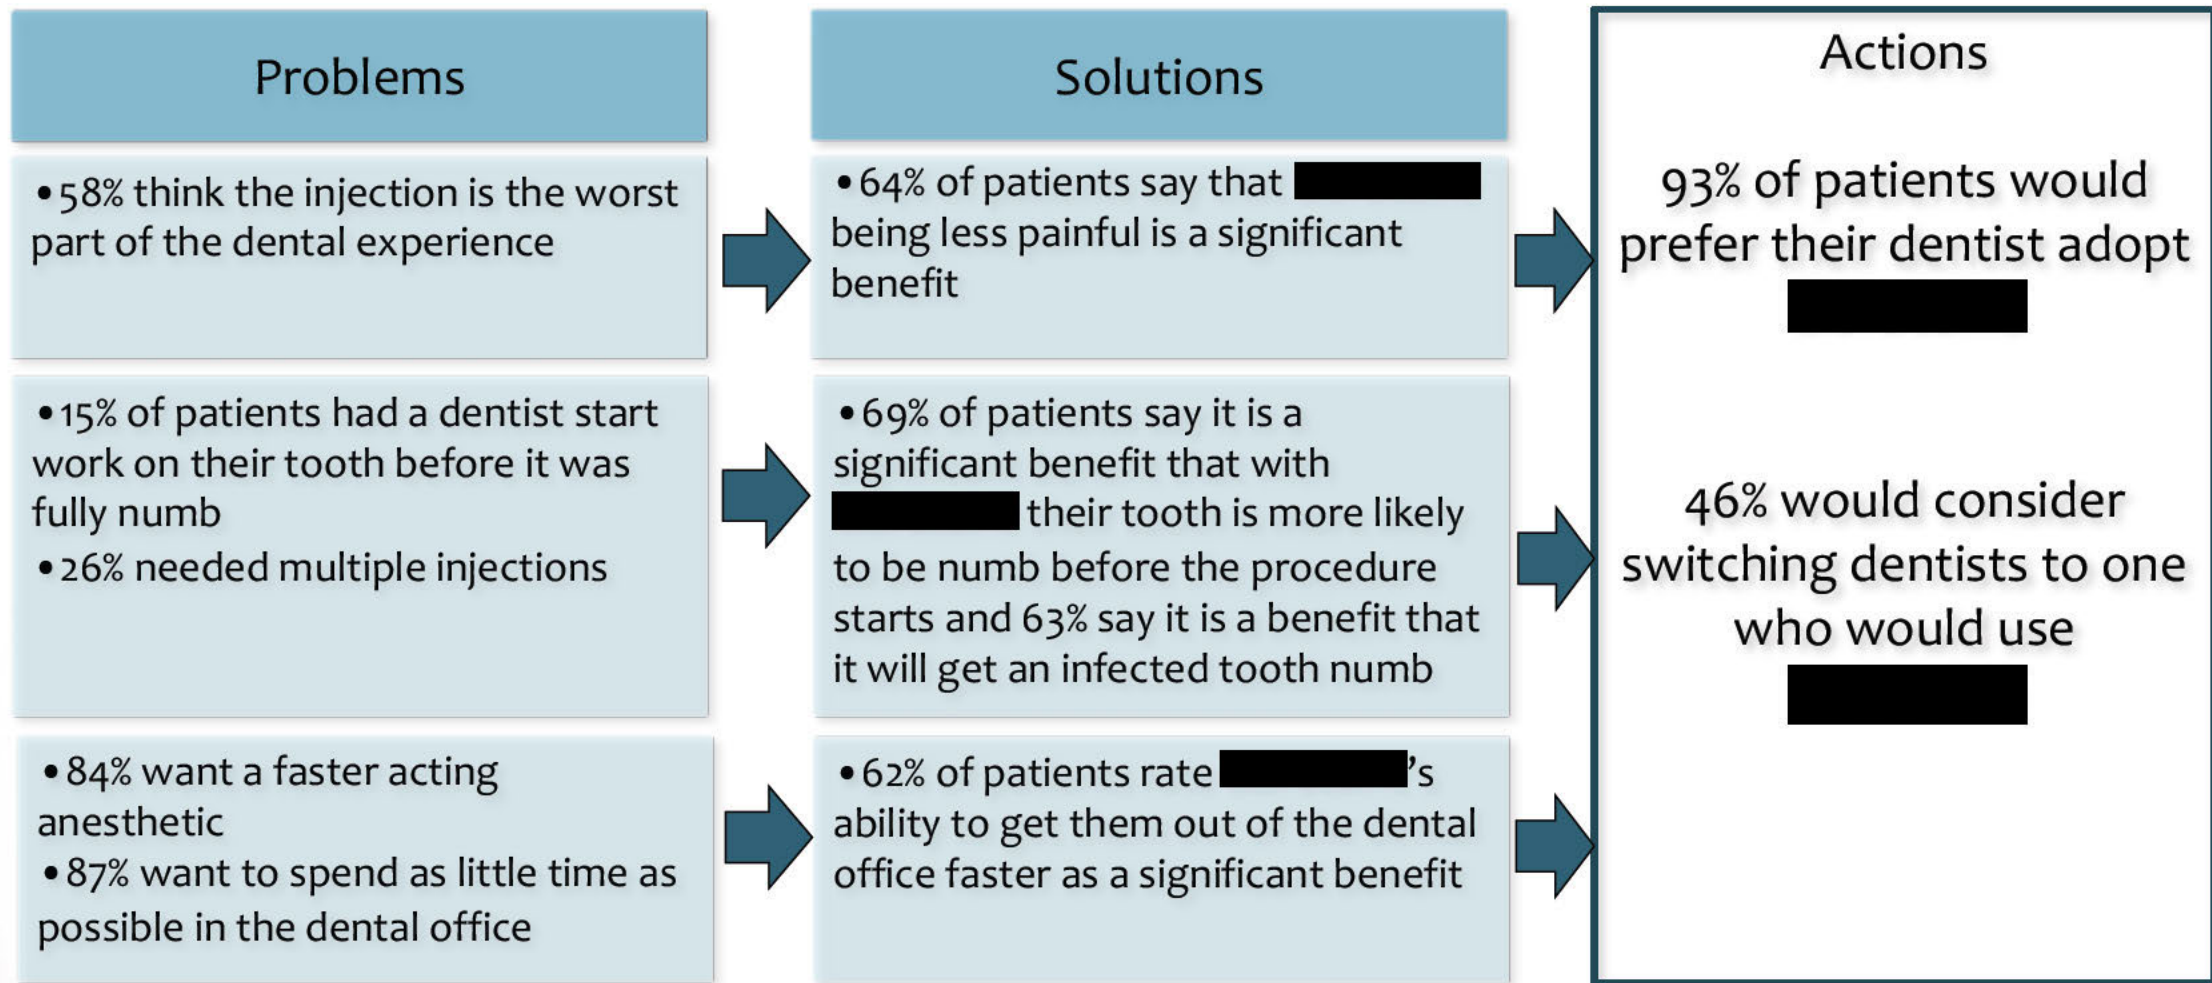 Problems
•58% think the injection is the worst
part of the dental experience
•15% of patients had a dentist start
work on their tooth before it was
fully numb
•26% needed multiple injections
•84% want a faster acting
anesthetic
•87% want to spend as little time as
possible in the dental office
Solutions
•64% of patients say that
being less painful is a significant
benefit
•69% of patients say it is a
significant benefit that with
their tooth is more likely
to be numb before the procedure
starts and 63% say it is a benefit that
it will get an infected tooth numb
•62% of patients rate 's
ability to get them out of the dental
office faster as a significant benefit
Actions
93% of patients would
prefer their dentist adopt
46% would consider
switching dentists to one
who would use